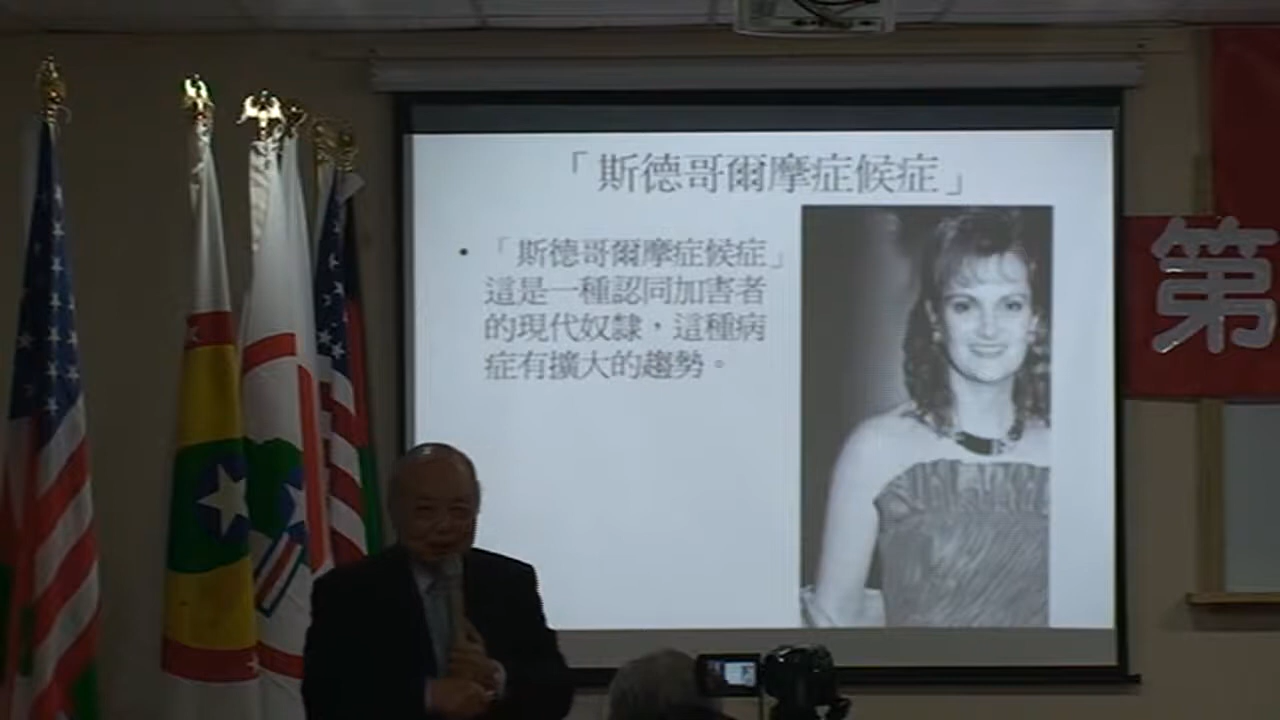 「斯德哥爾摩症候症」
• 「斯德哥爾摩症候症」
這是一種認同加害者
的現代奴隸,這種病
症有擴大的趨勢。
第